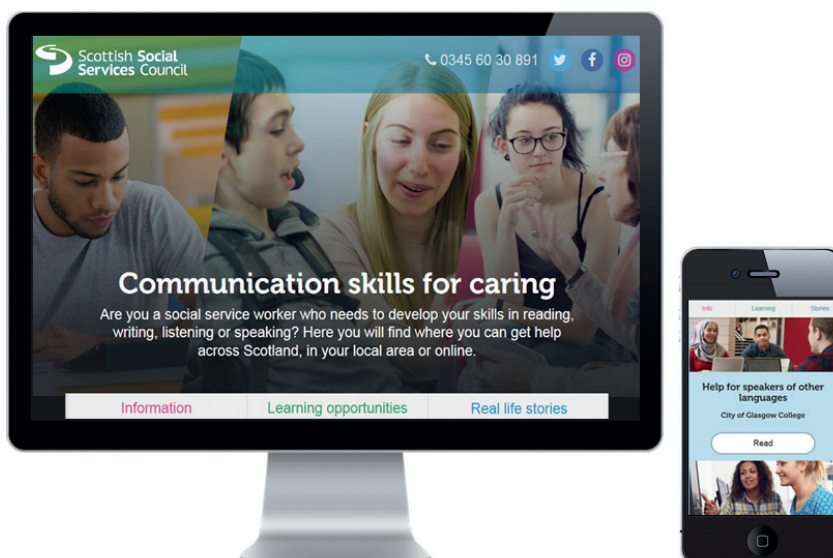 Scottish Social
Services Council
0345 60 30 891
Communication skills for caring
Are you a social service worker who needs to develop your skills in reading,
writing, listening or speaking? Here you will find where you can get help
across Scotland, in your local area or online.
Information Learning opportunities Real life stories
Info Learning Stories
Help for speakers of other
languages
City of Glasgow College
Read